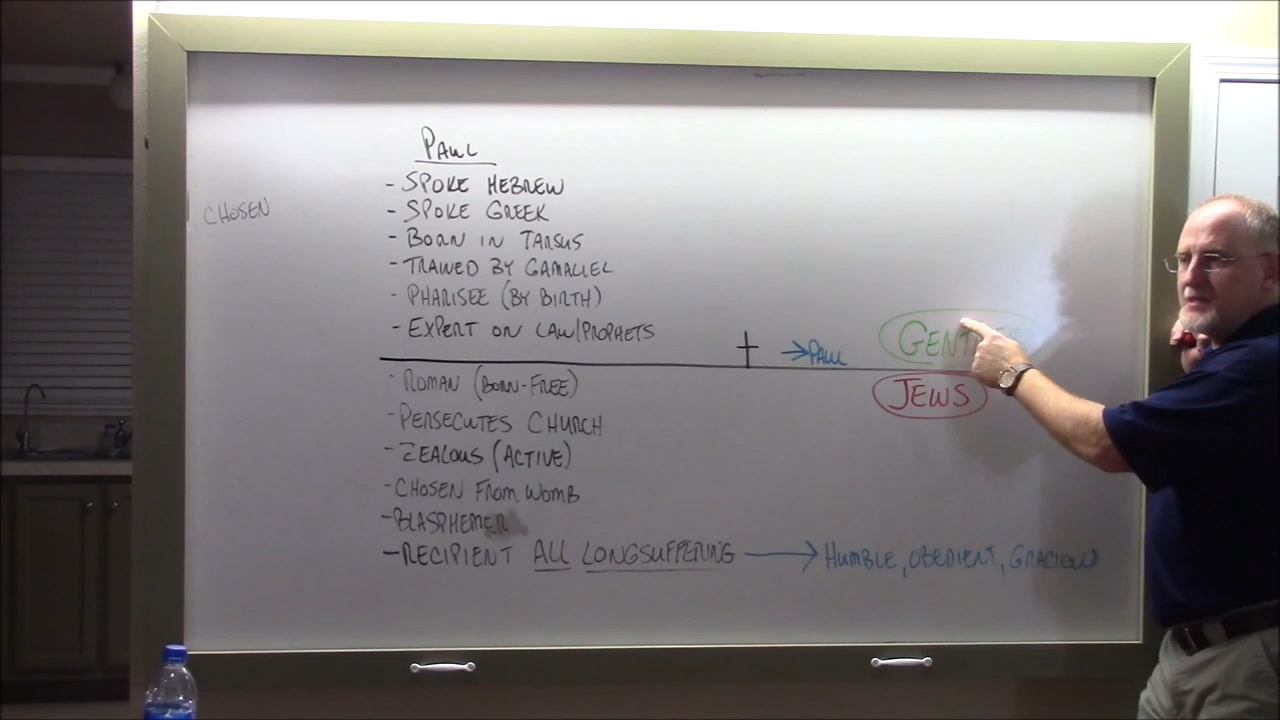 PAUL
- SPOKE HEBREW
CHOSEN
- SPOKE GREEK
- BORN IN TARSUS
- TRAINED BY GAMALIEL
- PHARISEE (BY BIRTH)
- EXPERT ON LAW/PROPHETS
→ PAUL
JEWS
- ROMAN (BORN-FREE)
- PERSECUTES CHURCH
- ZEALOUS (ACTIVE)
- CHOSEN FROM WOMB
- BLASPHEMER
- RECIPIENT ALL LONGSUFFERING → HUMBLE, OBEDIENT, GRACIOUS